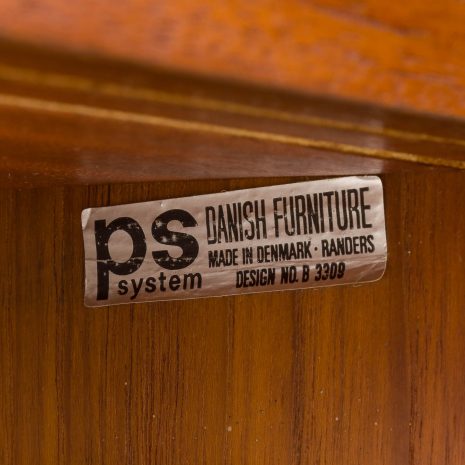 ps system
DANISH FURNITURE
MADE IN DENMARK · RANDERS
DESIGN NO. B 3309